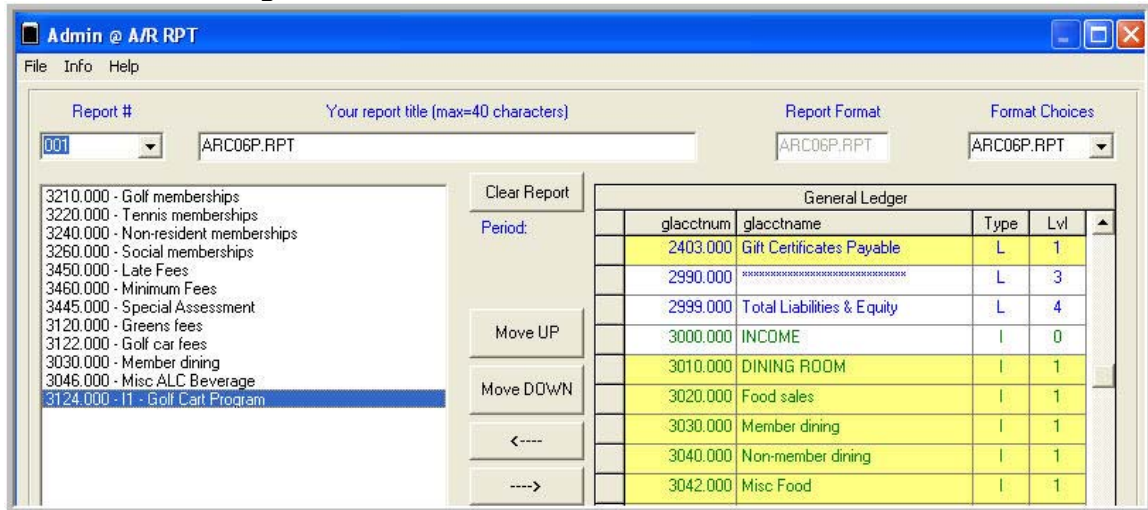 Admin @ A/R RPT
File Info Help
Report # Your report title (max=40 characters) Report Format Format Choices
001 ARC06P.RPT ARC06P.RPT ARC06P.RPT
3210.000 - Golf memberships
3220.000 - Tennis memberships
3240.000 - Non-resident memberships
3260.000 - Social memberships
3450.000 - Late Fees
3460.000 - Minimum Fees
3445.000 - Special Assessment
3120.000 - Greens fees
3122.000 - Golf car fees
3030.000 - Member dining
3046.000 - Misc ALC Beverage
3124.000 - I1 - Golf Cart Program
Clear Report
Period:
Move UP
Move DOWN
<----
---->
General Ledger
glacctnum glacctname Type Lvl
2403.000 Gift Certificates Payable L 1
2990.000 ***************************** L 3
2999.000 Total Liabilities & Equity L 4
3000.000 INCOME I 0
3010.000 DINING ROOM I 1
3020.000 Food sales I 1
3030.000 Member dining I 1
3040.000 Non-member dining I 1
3042.000 Misc Food I 1